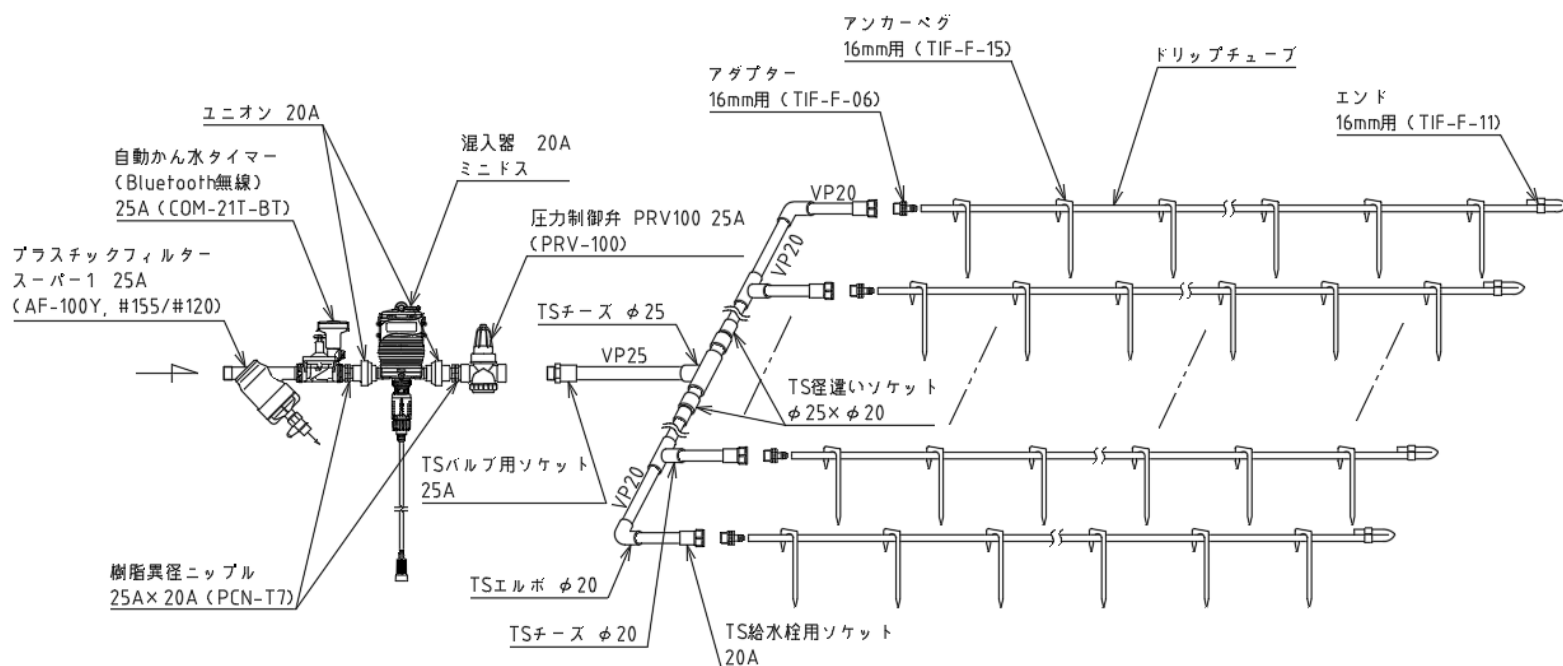 アンカーペグ
16mm用(TIF-F-15)
ドリップチューブ
アダプター
16mm用(TIF-F-06)
エンド
16mm用(TIF-F-11)
ユニオン 20A
混入器 20A
ミニドス
自動かん水タイマー
(Bluetooth無線)
25A(COM-21T-BT)
圧力制御弁 PRV100 25A
(PRV-100)
プラスチックフィルター
スーパー1 25A
(AF-100Y, #155/#120)
VP20
VP20
TSチーズ φ25
VP25
TS径違いソケット
φ25×φ20
TSバルブ用ソケット
25A
VP20
樹脂異径ニップル
25A×20A(PCN-T7)
TSエルボ φ20
TSチーズ φ20
TS給水栓用ソケット
20A